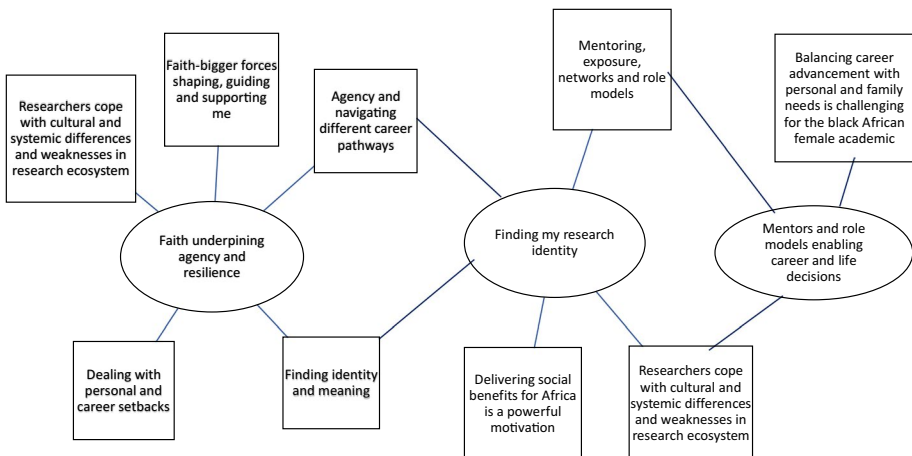 Researchers cope
with cultural and
systemic differences
and weaknesses in
research ecosystem
Faith-bigger forces
shaping, guiding
and supporting
me
Agency and
navigating
different career
pathways
Mentoring,
exposure,
networks and role
models
Balancing career
advancement with
personal and family
needs is challenging
for the black African
female academic
Faith underpining
agency and
resilience
Finding my research
identity
Mentors and role
models enabling
career and life
decisions
Dealing with
personal and
career setbacks
Finding identity
and meaning
Delivering social
benefits for Africa
is a powerful
motivation
Researchers cope
with cultural and
systemic differences
and weaknesses in
research ecosystem